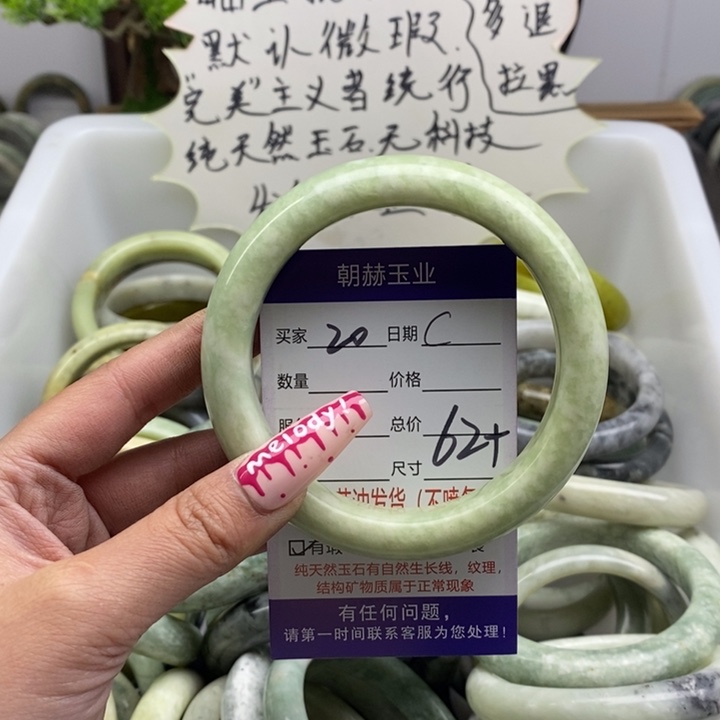 默认微瑕
多退
"完美"主义者绕行
拉黑
纯天然玉石.无科技
朝赫玉业
买家 20 日期 C
数量 价格
总价 62+
尺寸
melody!
纯天然玉石有自然生长线，纹理，
结构矿物质属于正常现象
有任何问题，
请第一时间联系客服为您处理!